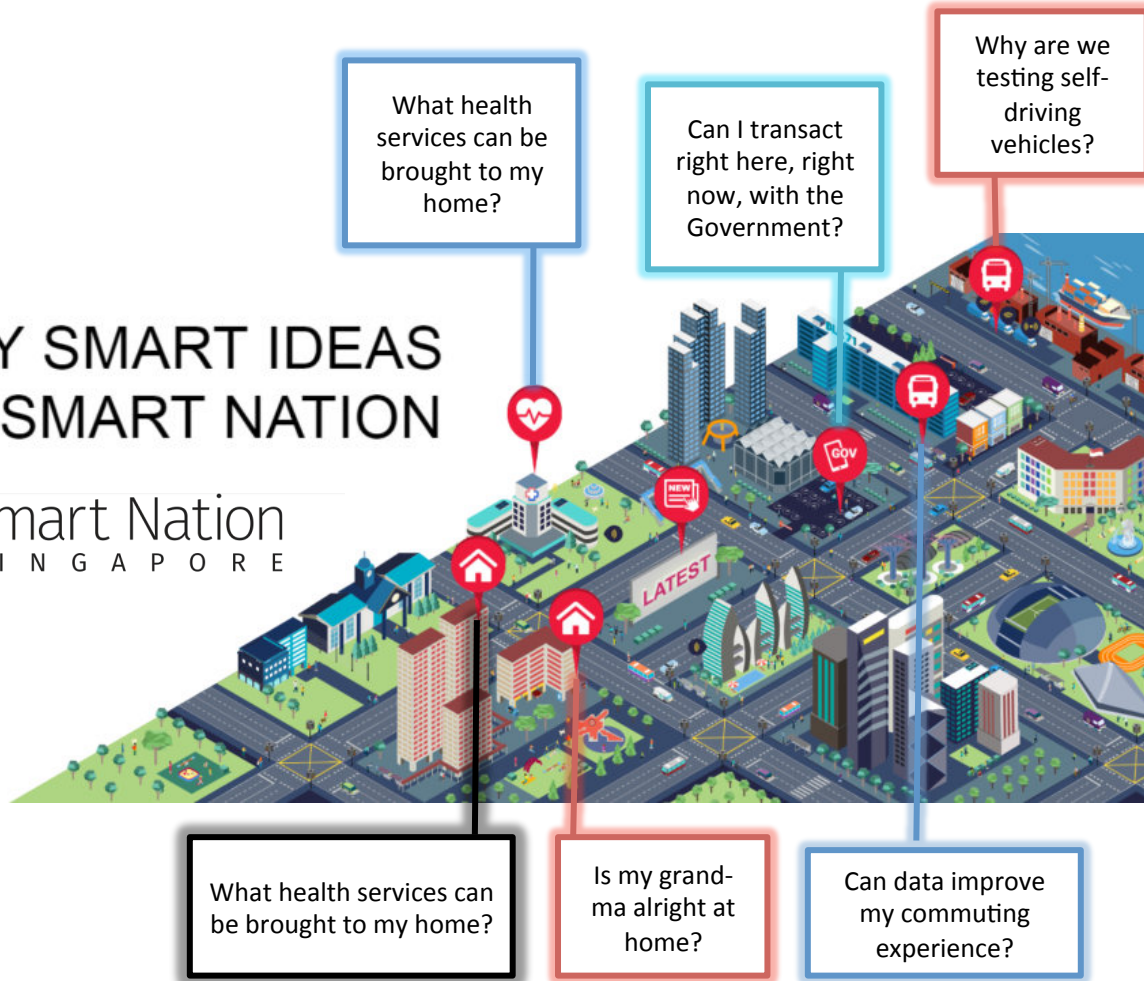 Why are we
testing self-
driving
vehicles?
What health
services can be
brought to my
home?
Can I transact
right here, right
now, with the
Government?
Y SMART IDEAS
SMART NATION
mart Nation
INGAPORE
GOV
NEW
LATEST
What health services can
be brought to my home?
Is my grand-
ma alright at
home?
Can data improve
my commuting
experience?